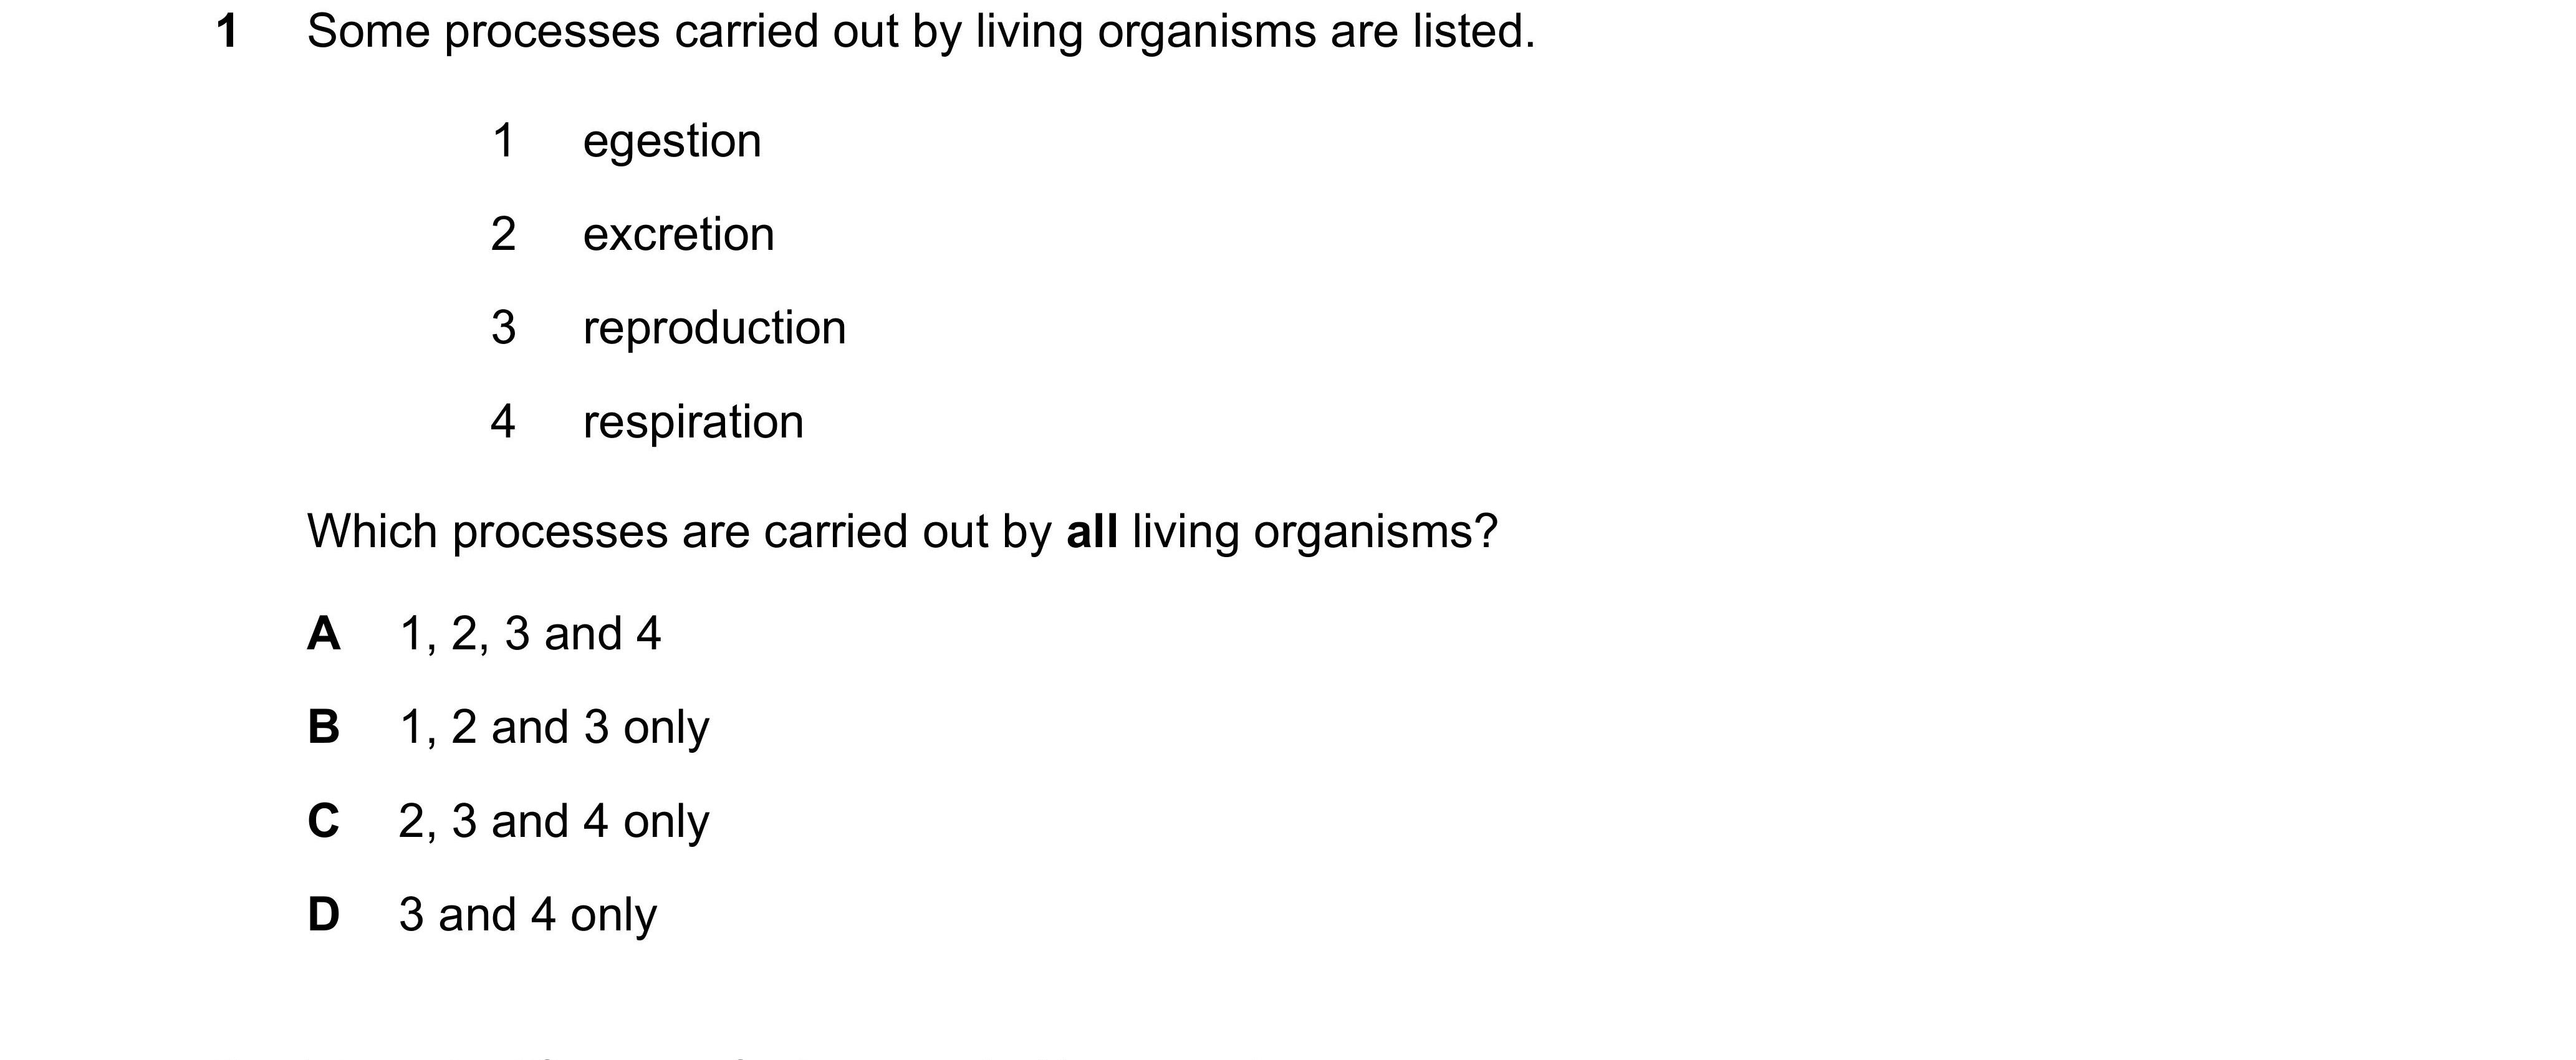 1 Some processes carried out by living organisms are listed.
1 egestion
2 excretion
3 reproduction
4 respiration
Which processes are carried out by all living organisms?
A 1, 2, 3 and 4
B 1, 2 and 3 only
C 2, 3 and 4 only
D 3 and 4 only